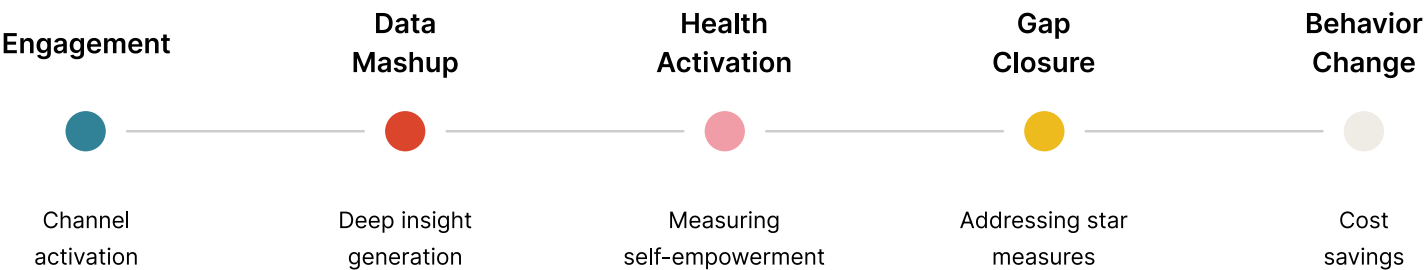 Engagement
Data
Mashup
Health
Activation
Gap
Closure
Behavior
Change
Channel
activation
Deep insight
generation
Measuring
self-empowerment
Addressing star
measures
Cost
savings